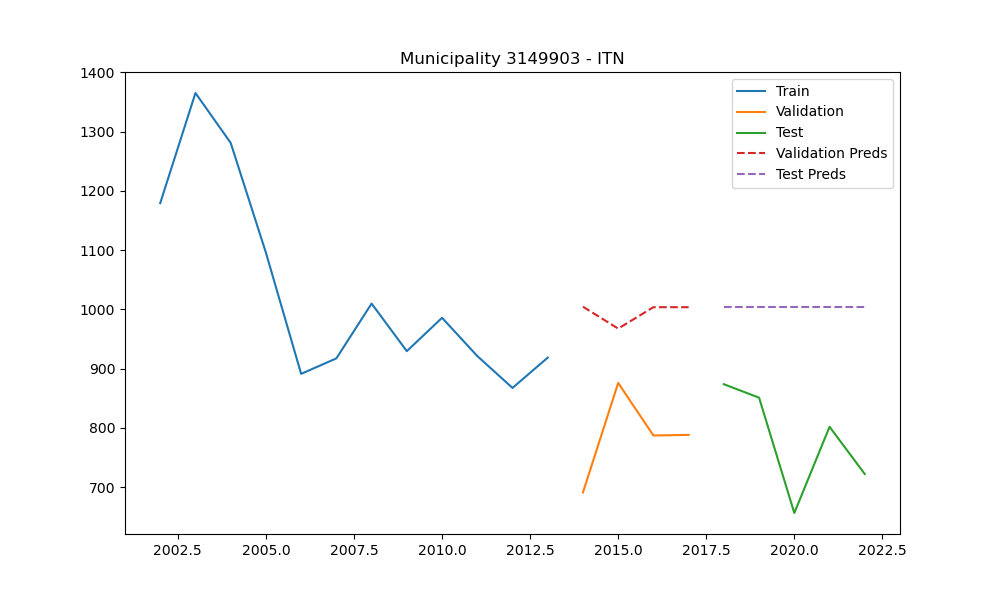 Municipality 3149903 - ITN
1400
1300
1200
1100
1000
900
800
700
Train
Validation
Test
Validation Preds
Test Preds
2002.5 2005.0 2007.5 2010.0 2012.5 2015.0 2017.5 2020.0 2022.5